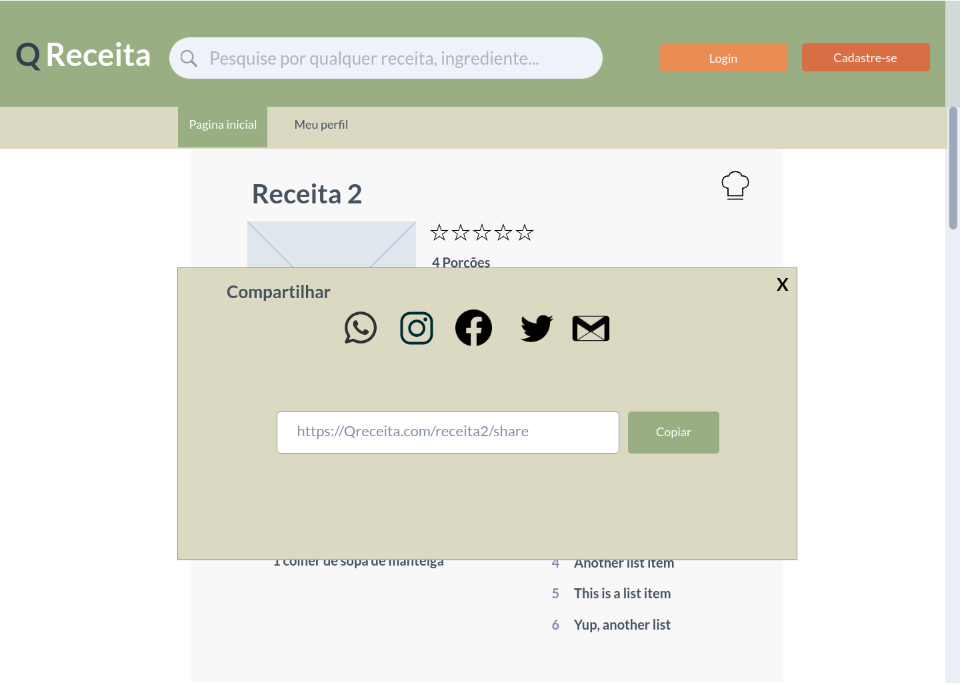 Q Receita
Pesquise por qualquer receita, ingrediente...
Login
Cadastre-se
Pagina inicial
Meu perfil
Receita 2
4 Porcões
Compartilhar
X
https://Qreceita.com/receita2/share
Copiar
1 colher de sopa de manteiga
4 Another list item
5 This is a list item
6 Yup, another list